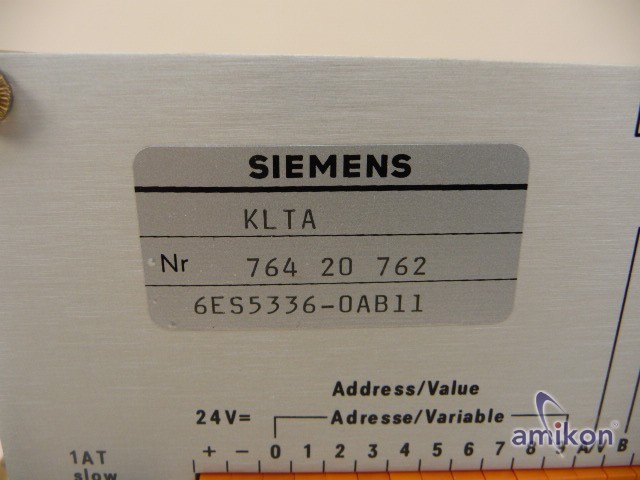 SIEMENS
KLTA
Nr 764 20 762
6ES5336-0AB11
Address/Value
24V= Adresse/Variable
+ - 0 1 2 3 4 5 6 7 8 9 A/V B
1AT
slow
amikon